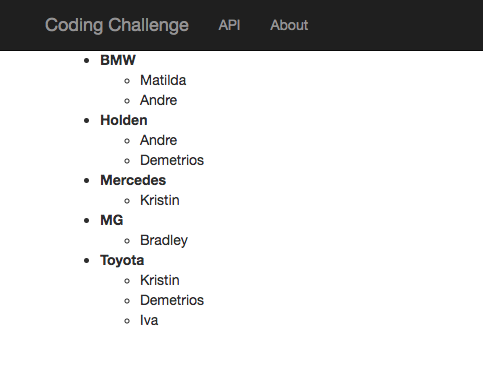 Coding Challenge API About
BMW
Matilda
Andre
Holden
Andre
Demetrios
Mercedes
Kristin
MG
Bradley
Toyota
Kristin
Demetrios
Iva